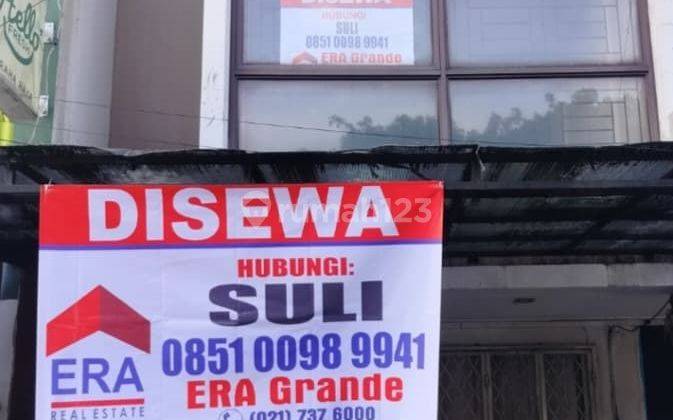 DISEWA
HUBUNGI
SULI
0851 0098 9941
ERA Grande
DISEWA
rumah123
HUBUNGI:
SULI
0851 0098 9941
ERA Grande
(021) 737 6000
ERA
REAL ESTATE